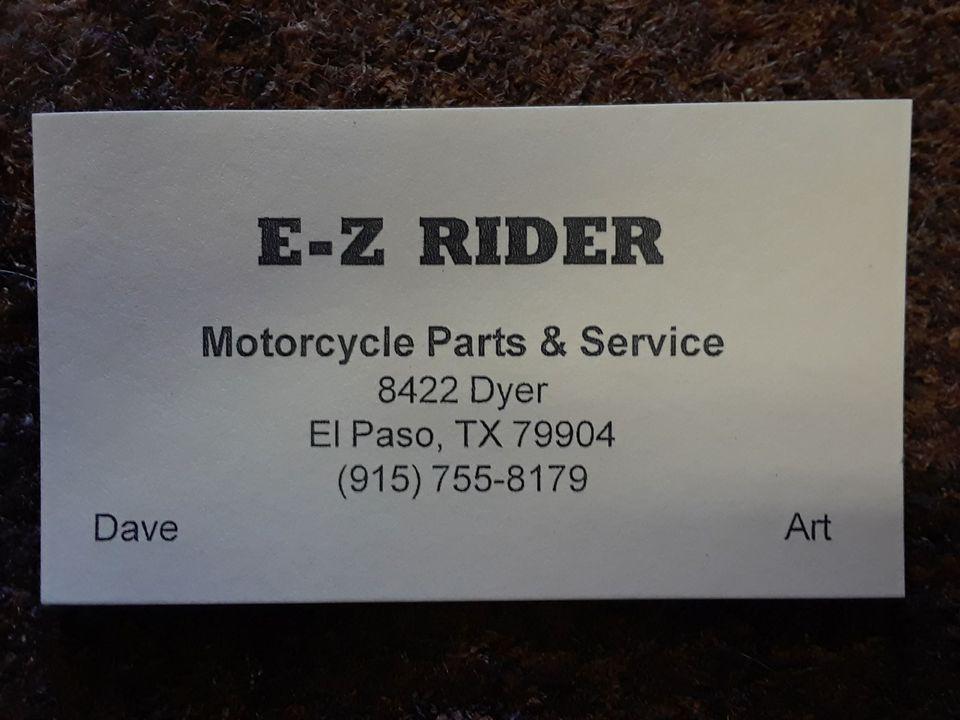 E-Z RIDER
Motorcycle Parts & Service
8422 Dyer
El Paso, TX 79904
(915) 755-8179
Dave Art